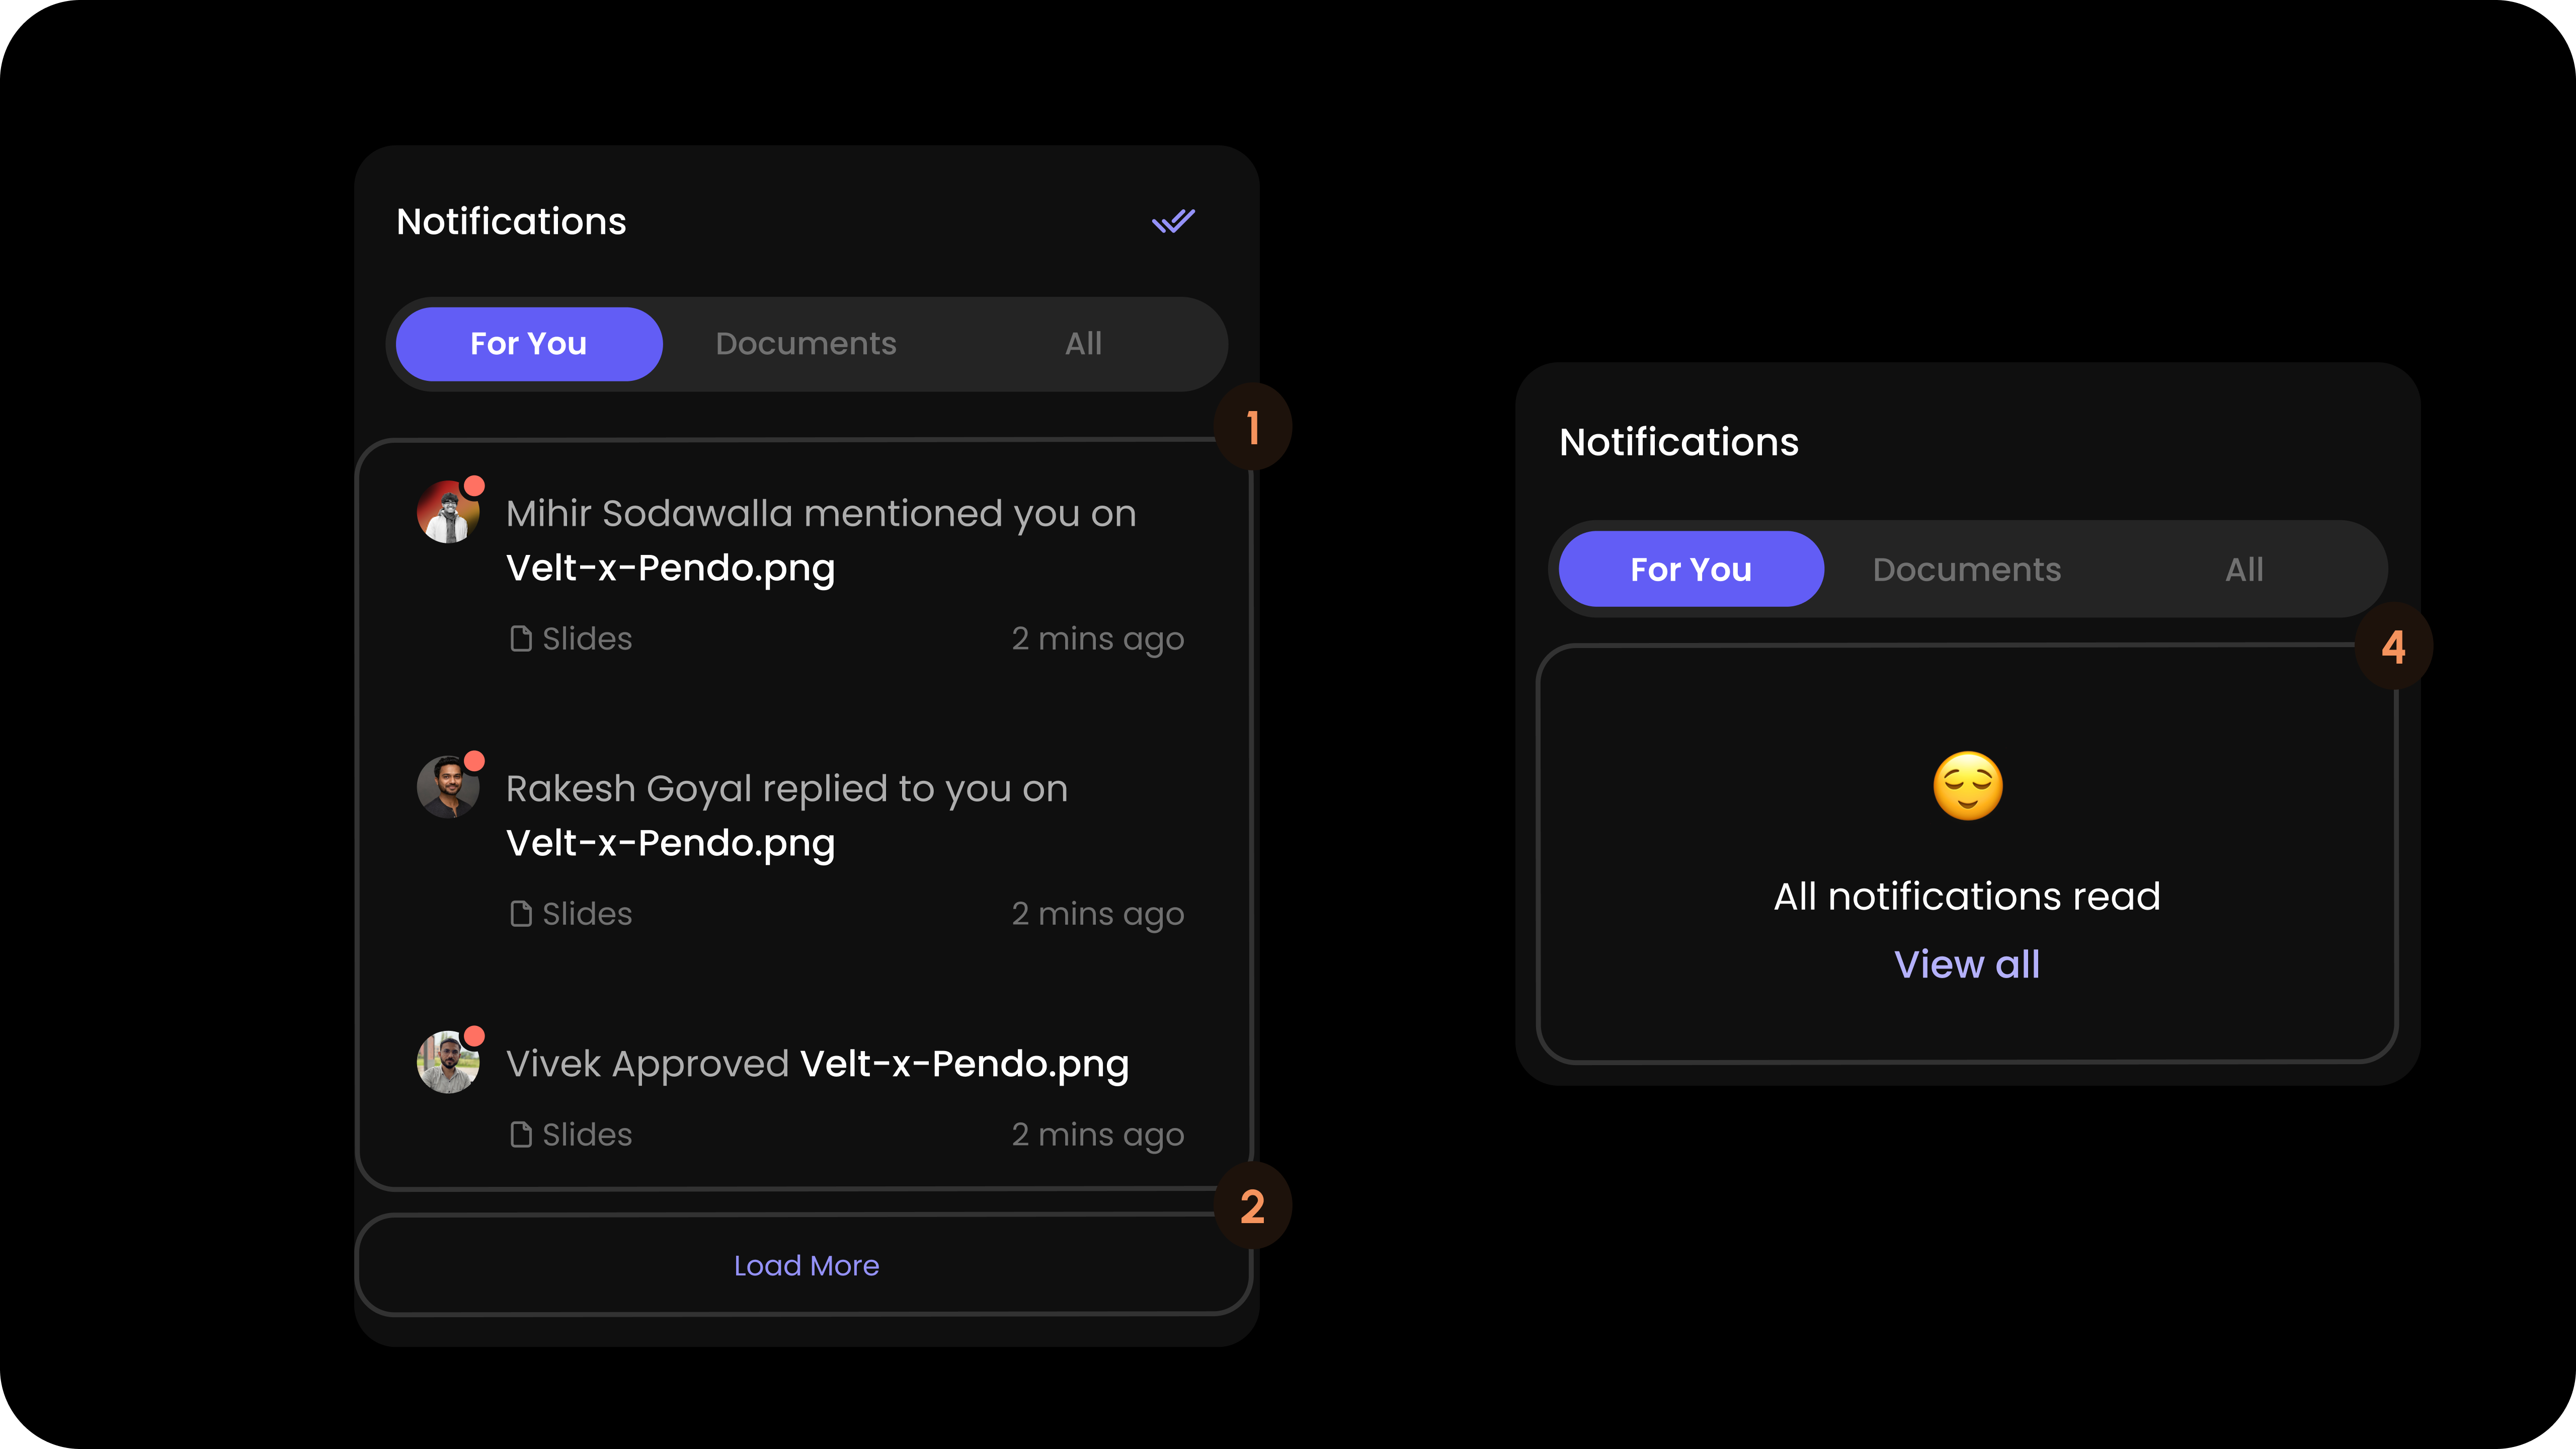 Notifications
For You
Documents
All
1
Mihir Sodawalla mentioned you on
Velt-x-Pendo.png
Slides
2 mins ago
Rakesh Goyal replied to you on
Velt-x-Pendo.png
Slides
2 mins ago
Vivek Approved Velt-x-Pendo.png
Slides
2 mins ago
2
Load More
Notifications
For You
Documents
All
4
All notifications read
View all